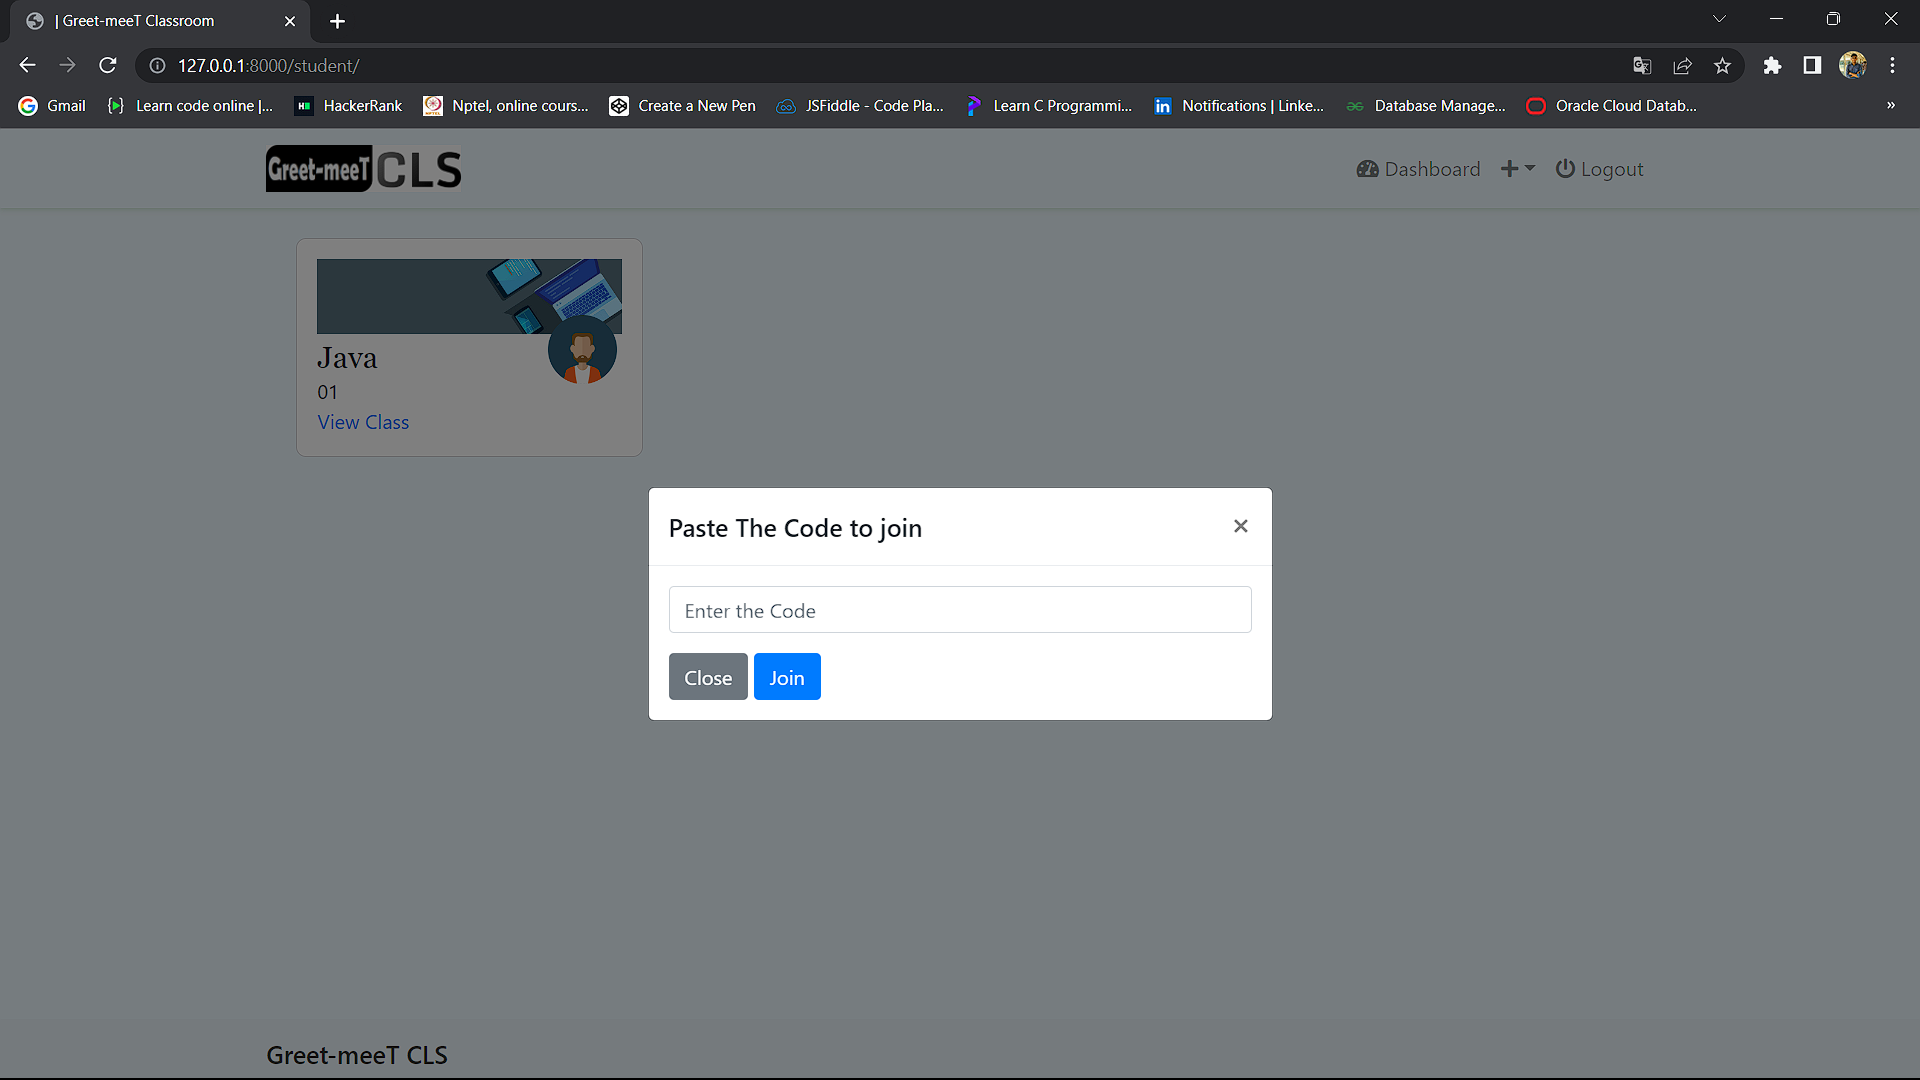 | Greet-meeT Classroom
127.0.0.1:8000/student/
Gmail
Learn code online |...
HackerRank
Nptel, online cours...
Create a New Pen
JSFiddle - Code Pla...
Learn C Programmi...
Notifications | Linke...
Database Manage...
Oracle Cloud Datab...
»
Greet-meeT CLS
Dashboard
Logout
Java
01
View Class
Paste The Code to join
×
Enter the Code
Close Join
Greet-meeT CLS